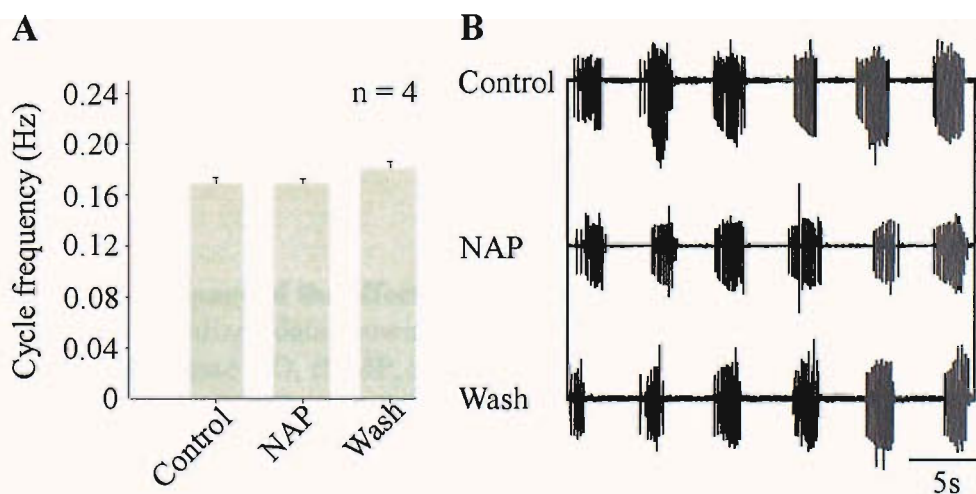 A
n = 4
Cycle frequency (Hz)
0.24
0.20
0.16
0.12
0.08
0.04
0
Control
NAP
Wash
B
Control
NAP
Wash
5s